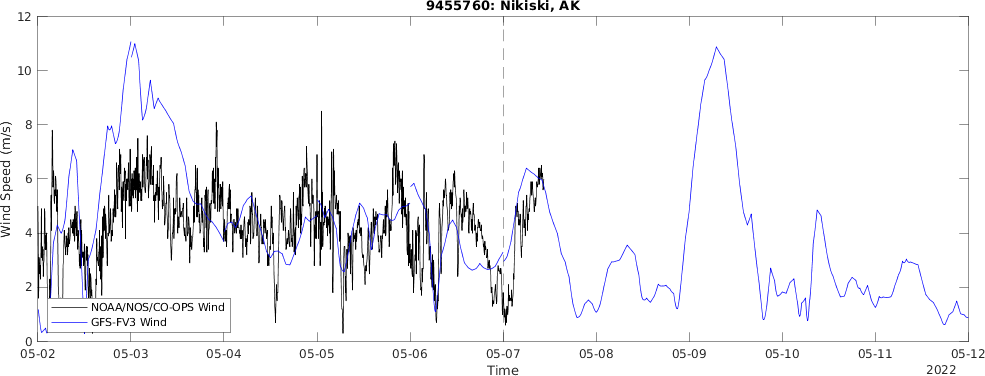 9455760: Nikiski, AK
Wind Speed (m/s)
12
10
8
6
4
2
0
NOAA/NOS/CO-OPS Wind
GFS-FV3 Wind
05-02 05-03 05-04 05-05 05-06 05-07 05-08 05-09 05-10 05-11 05-12
Time
2022